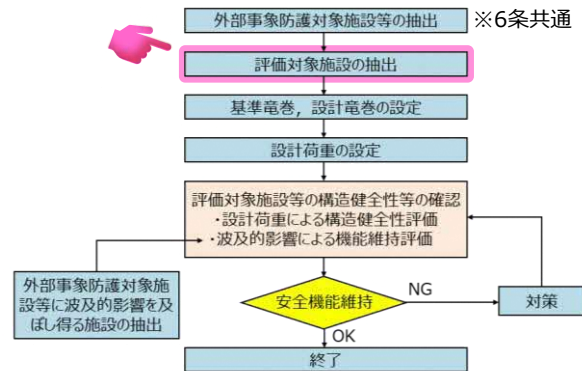 外部事象防護対象施設等の抽出
※6条共通
評価対象施設の抽出
基準竜巻，設計竜巻の設定
設計荷重の設定
評価対象施設等の構造健全性等の確認
・設計荷重による構造健全性評価
・波及的影響による機能維持評価
外部事象防護対象施
設等に波及的影響を及
ぼし得る施設の抽出
安全機能維持
NG
対策
OK
終了